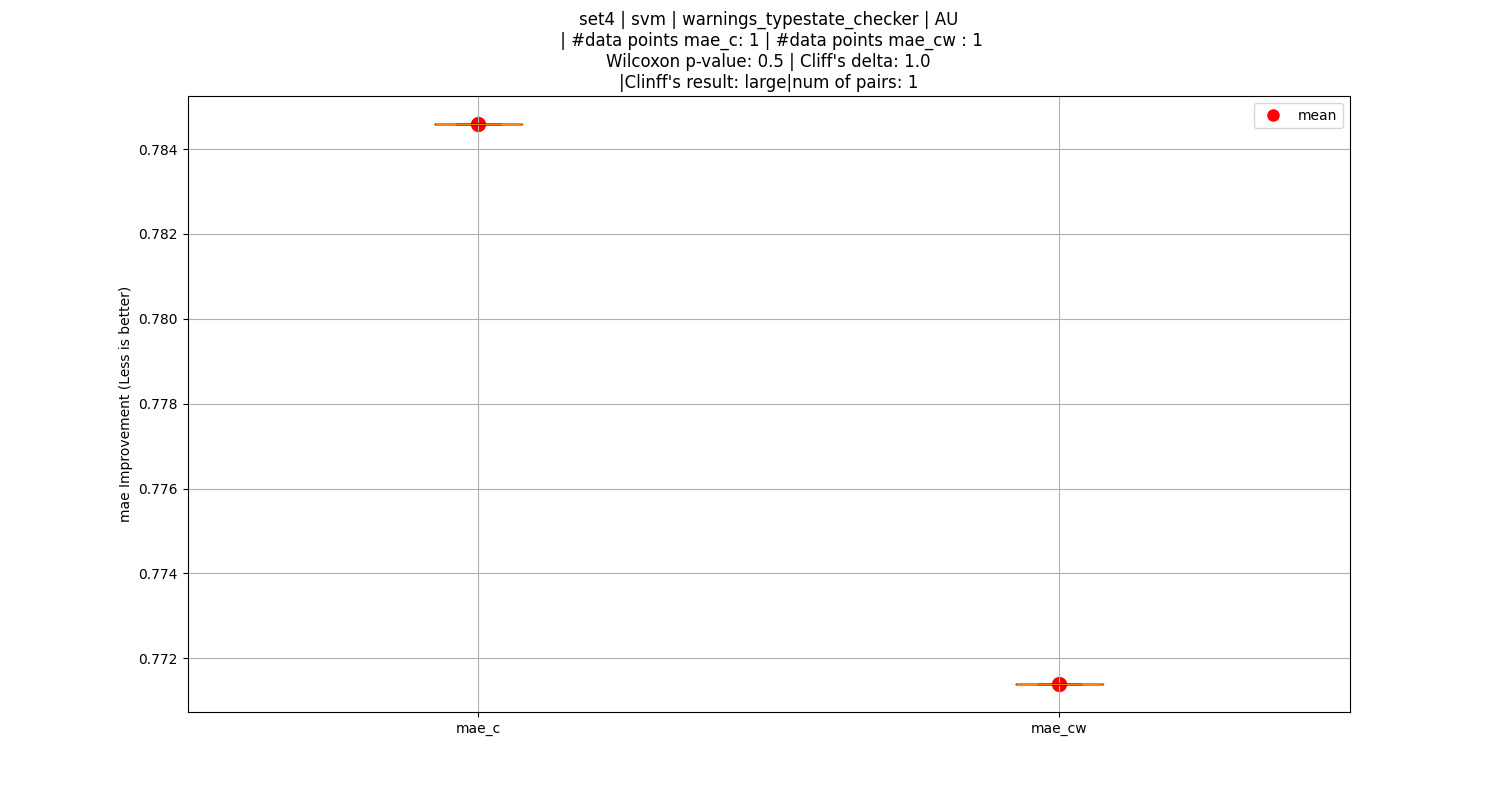 set4 | svm | warnings_typestate_checker | AU
| #data points mae_c: 1 | #data points mae_cw : 1
Wilcoxon p-value: 0.5 | Cliff's delta: 1.0
|Clinff's result: large|num of pairs: 1
mean
mae Improvement (Less is better)
0.784
0.782
0.780
0.778
0.776
0.774
0.772
mae_c
mae_cw